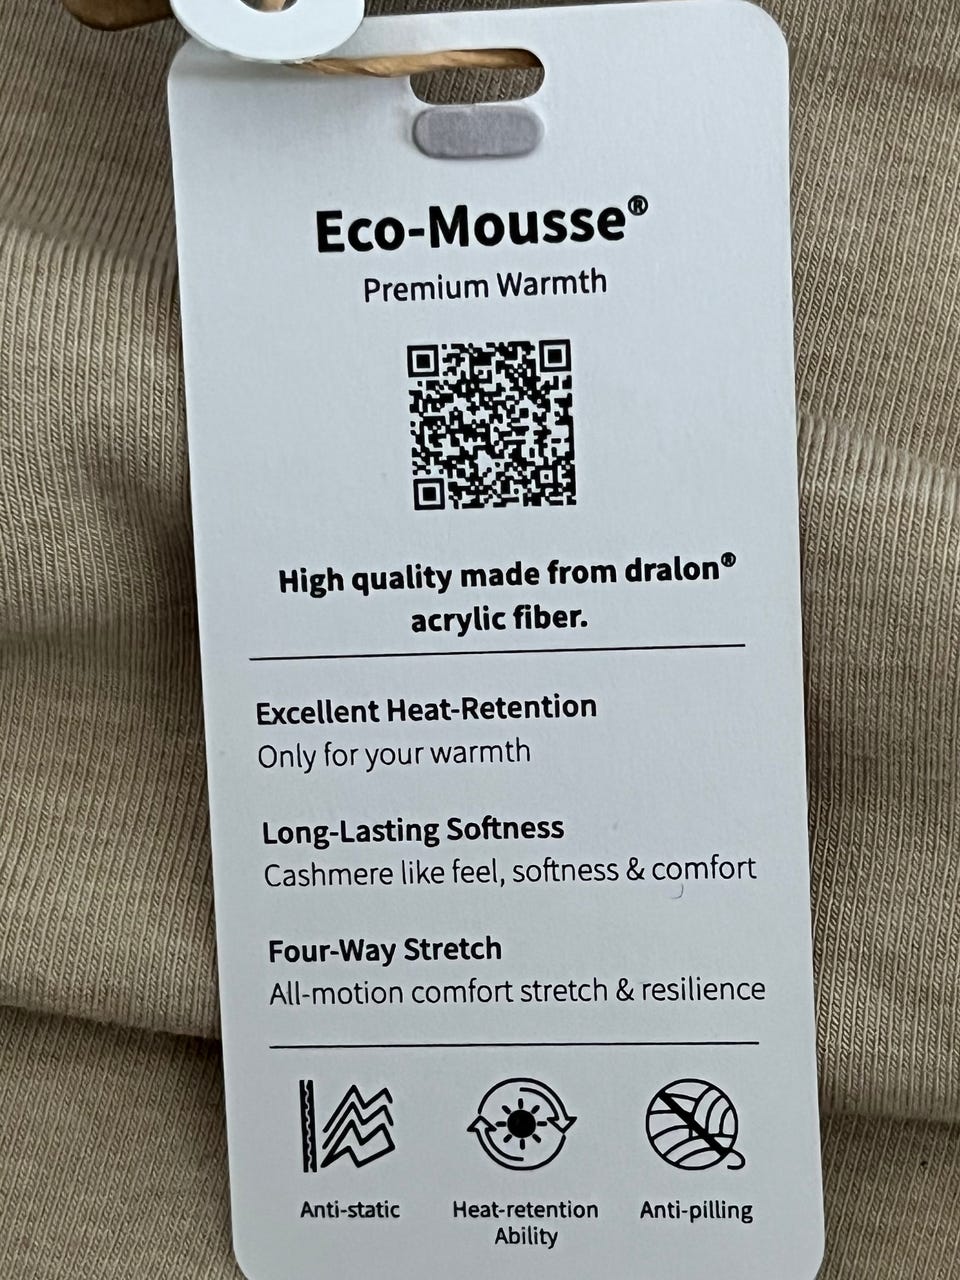 Eco-Mousse®
Premium Warmth
High quality made from dralon®
acrylic fiber.
Excellent Heat-Retention
Only for your warmth
Long-Lasting Softness
Cashmere like feel, softness & comfort
Four-Way Stretch
All-motion comfort stretch & resilience
Anti-static
Heat-retention
Ability
Anti-pilling